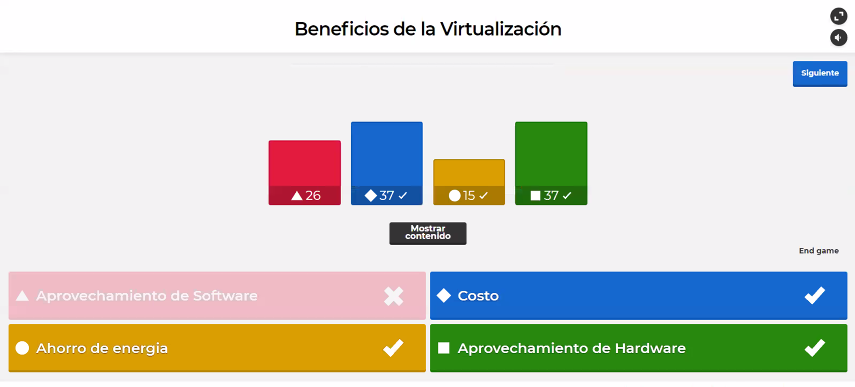 Beneficios de la Virtualización
Siguiente
26
37
15
37
Mostrar
contenido
End game
Aprovechamiento de Software
Costo
Ahorro de energia
Aprovechamiento de Hardware